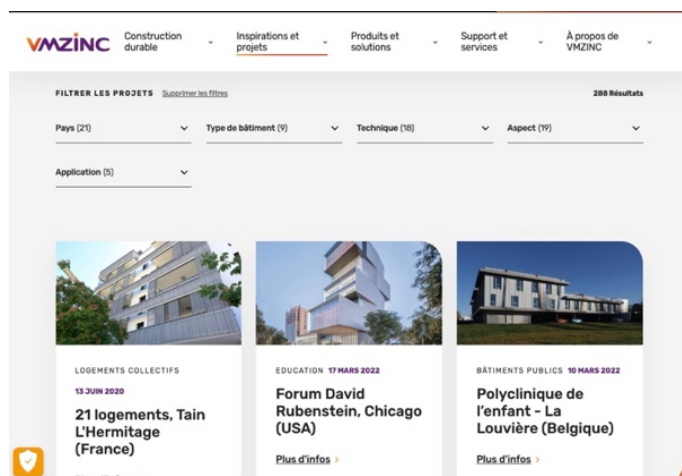 VMZINC
Construction durable
Inspirations et projets
Produits et solutions
Support et services
À propos de VMZINC
FILTRER LES PROJETS Supprimer les filtres 288 Résultats
Pays (21) Type de bâtiment (9) Technique (18) Aspect (19)
Application (5)
LOGEMENTS COLLECTIFS
13 JUIN 2020
21 logements, Tain
L'Hermitage
(France)
EDUCATION 17 MARS 2022
Forum David
Rubenstein, Chicago
(USA)
Plus d'infos >
BÂTIMENTS PUBLICS 10 MARS 2022
Polyclinique de
l'enfant - La
Louvière (Belgique)
Plus d'infos >